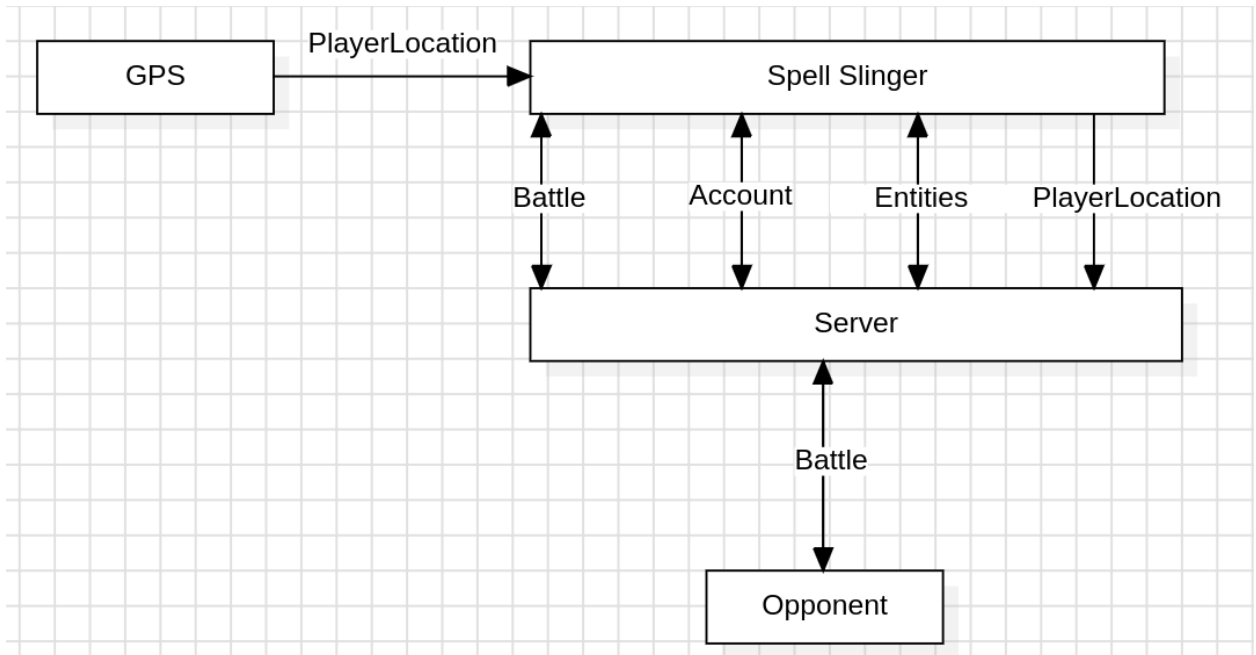 PlayerLocation
GPS
Spell Slinger
Battle
Account
Entities
PlayerLocation
Server
Battle
Opponent